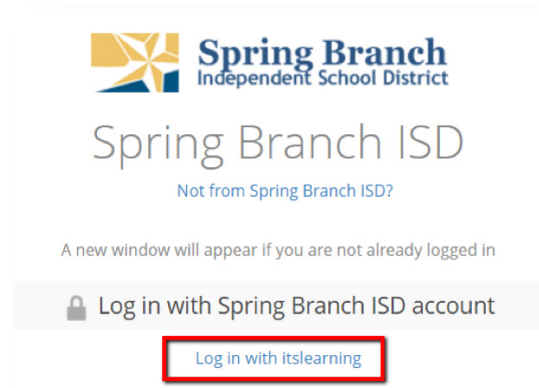 Spring Branch
Independent School District
Spring Branch ISD
Not from Spring Branch ISD?
A new window will appear if you are not already logged in
Log in with Spring Branch ISD account
Log in with itslearning